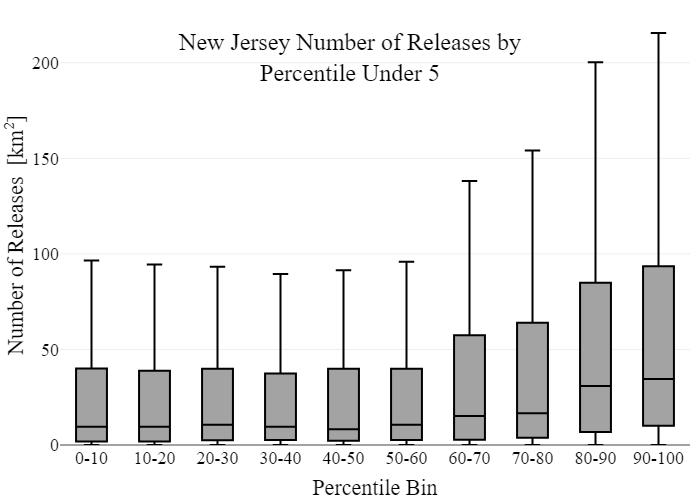 New Jersey Number of Releases by
Percentile Under 5
Number of Releases [km²]
200
150
100
50
0
0-10 10-20 20-30 30-40 40-50 50-60 60-70 70-80 80-90 90-100
Percentile Bin